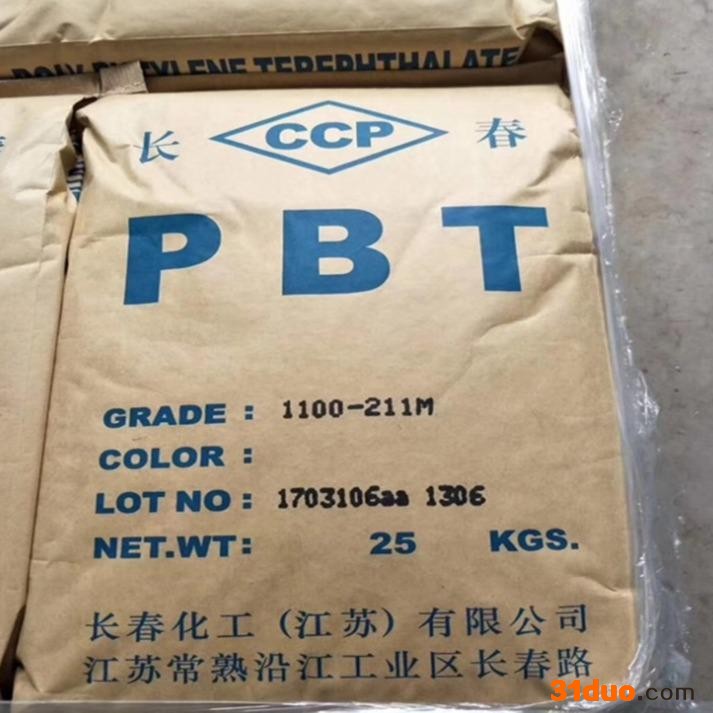 POLYBUTYLENE TEREPHTHALATE
长 CCP 春
PBT
GRADE : 1100-211M
COLOR :
LOT NO : 1703106aa 1306
NET.WT: 25 KGS.
长春化工（江苏）有限公司
江苏常熟沿江工业区长春路
31duo.com